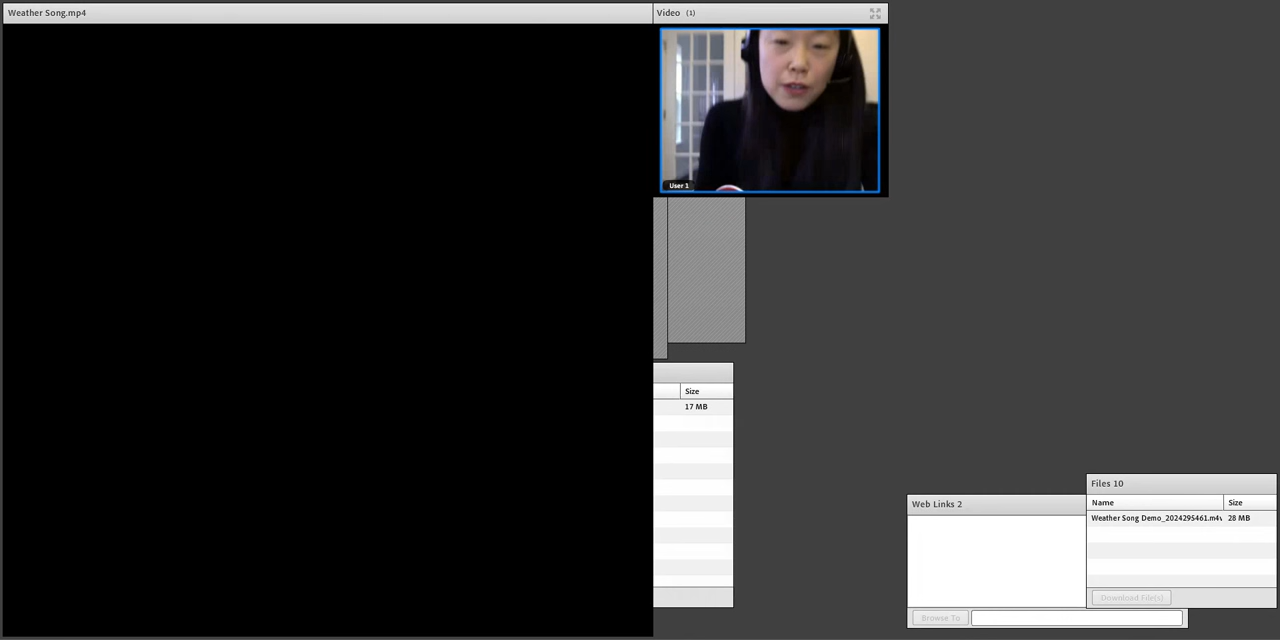 Weather Song.mp4
Video (1)
User 1
Size
17 MB
Web Links 2
Browse To
Files 10
Name Size
Weather Song Demo_2024295461.m4v 28 MB
Download File(s)